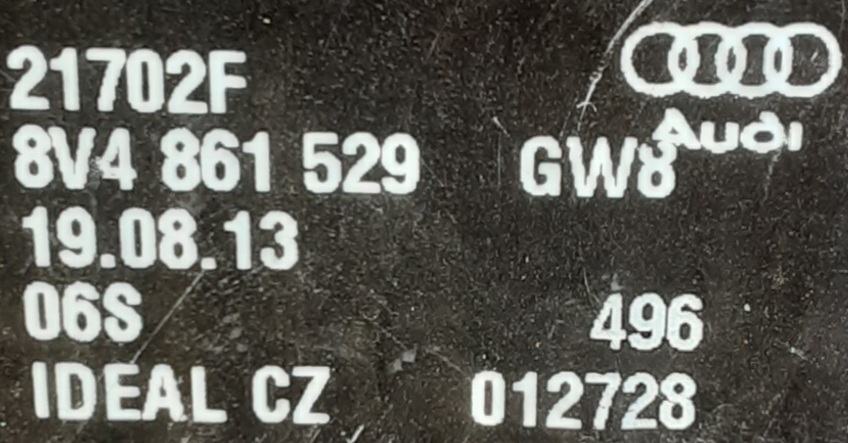 21702F
Audi
8V4 861 529 GW8
19.08.13
06S 496
IDEAL CZ 012728